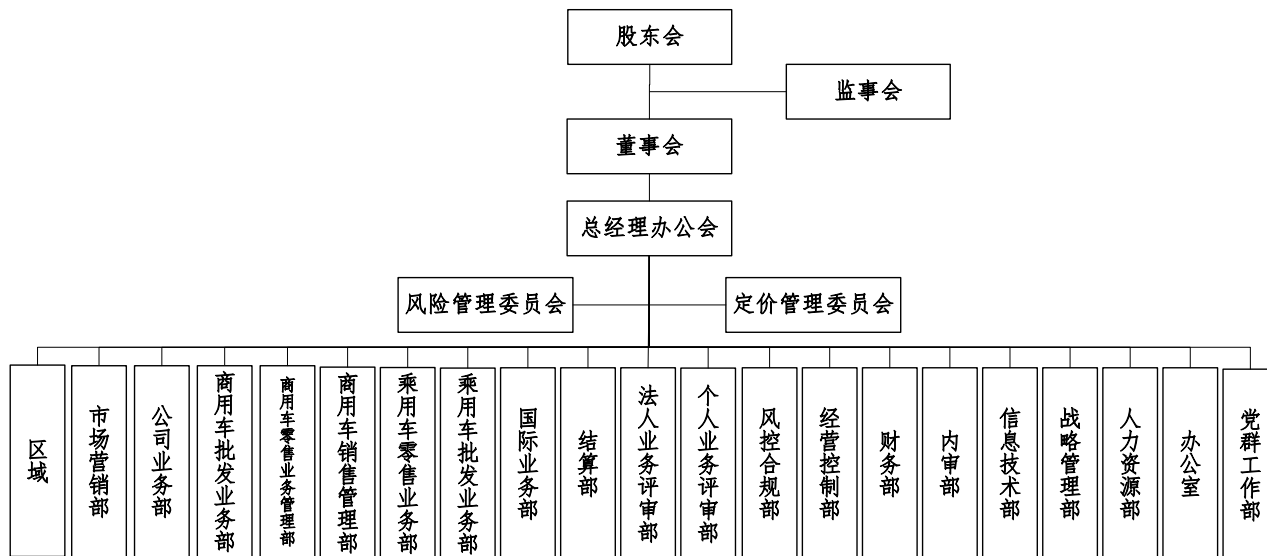 股东会
监事会
董事会
总经理办公会
风险管理委员会
定价管理委员会
区域
市场营销部
公司业务部
商用车批发业务部
商用车零售业务管理部
商用车销售管理部
乘用车零售业务部
乘用车批发业务部
国际业务部
结算部
法人业务评审部
个人业务评审部
风控合规部
经营控制部
财务部
内审部
信息技术部
战略管理部
人力资源部
办公室
党群工作部